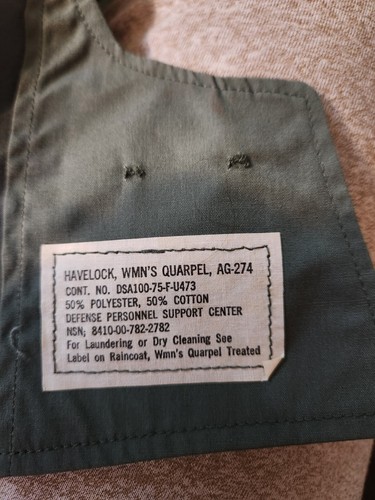 HAVELOCK, WMN'S QUARPEL, AG-274
CONT. NO. DSA100-75-F-U473
50% POLYESTER, 50% COTTON
DEFENSE PERSONNEL SUPPORT CENTER
NSN; 8410-00-782-2782
For Laundering or Dry Cleaning See
Label on Raincoat, Wmn's Quarpel Treated